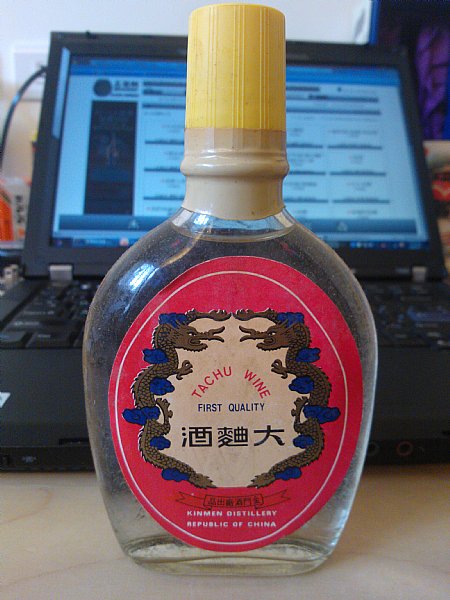 TACHU WINE
FIRST QUALITY
酒麯大
品出廠酒門金
KINMEN DISTILLERY
REPUBLIC OF CHINA